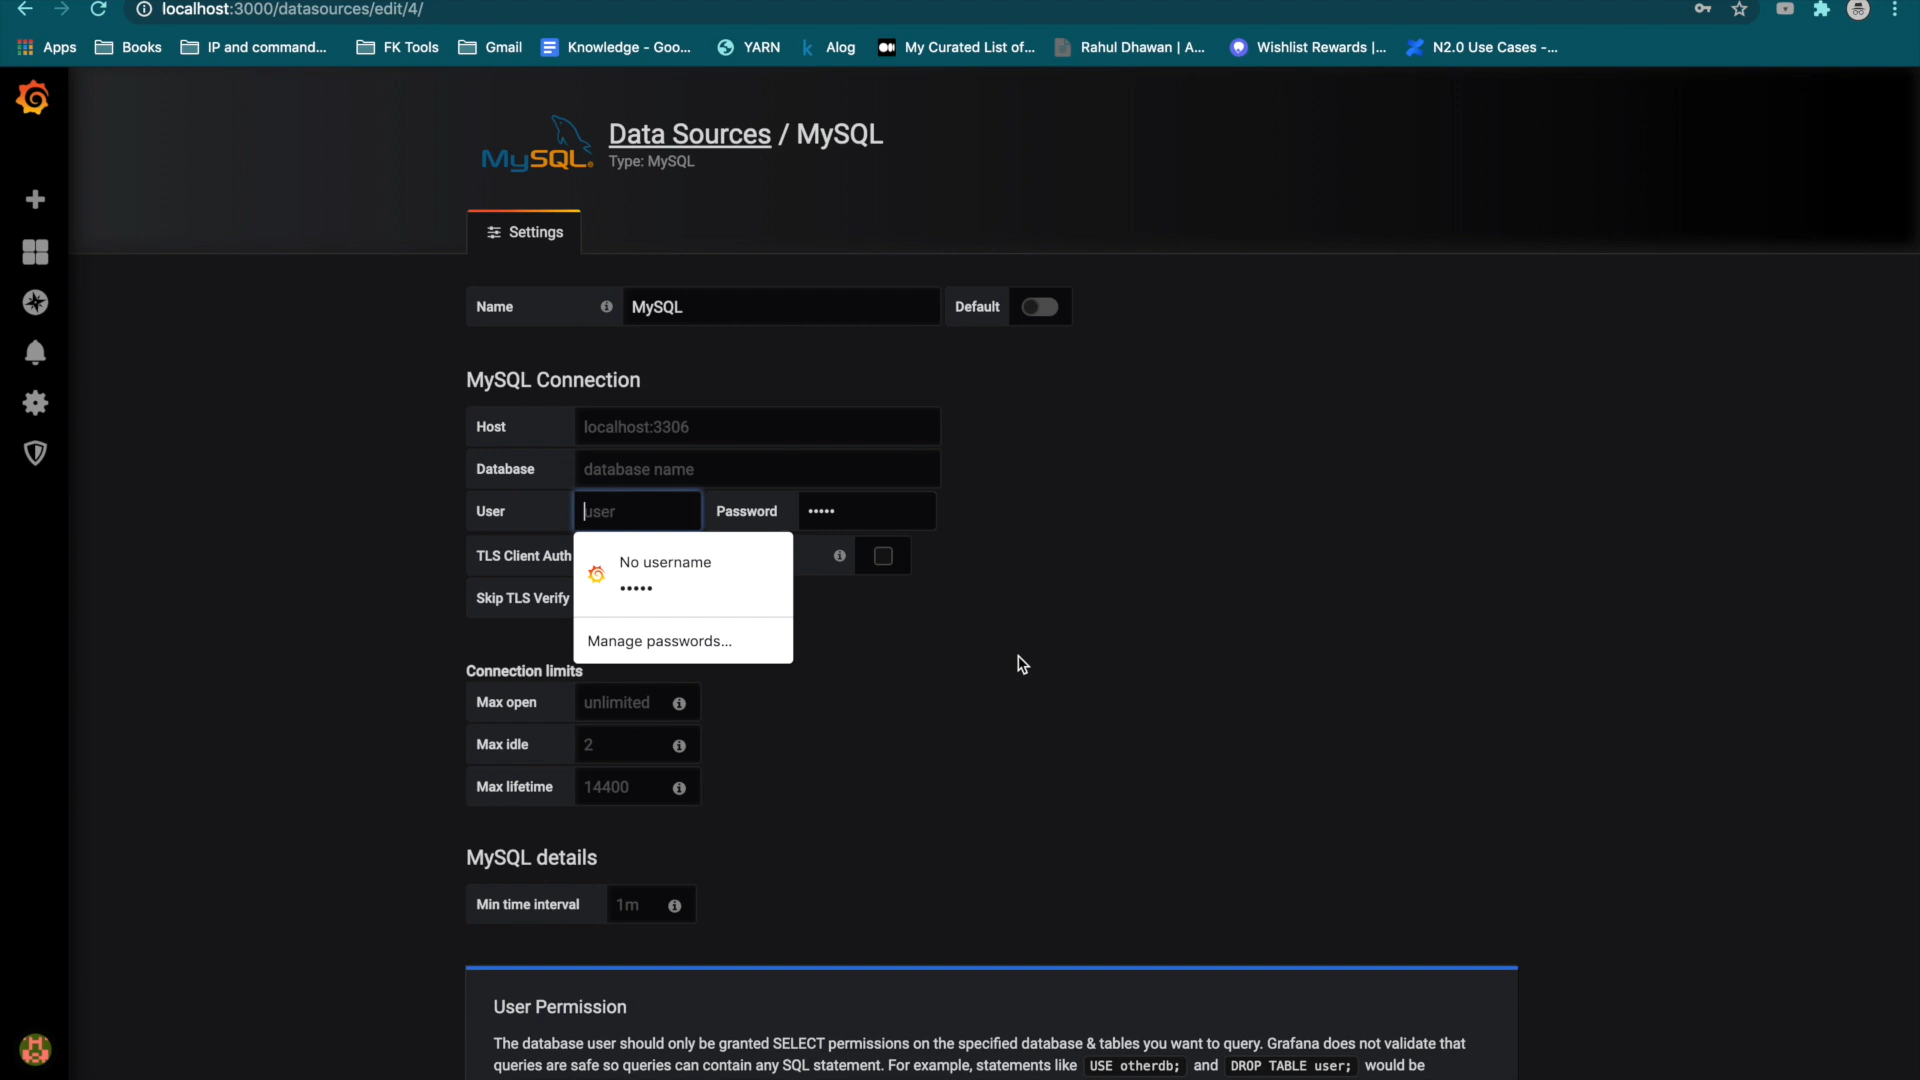 localhost:3000/datasources/edit/4/
Apps Books IP and command... FK Tools Gmail Knowledge - Goo... YARN Alog My Curated List of... Rahul Dhawan | A... Wishlist Rewards |... N2.0 Use Cases -...
MySQL
Data Sources / MySQL
Type: MySQL
Settings
Name MySQL Default
MySQL Connection
Host localhost:3306
Database database name
User user Password •••••
TLS Client Auth
No username
•••••
Skip TLS Verify
Manage passwords...
Connection limits
Max open unlimited
Max idle 2
Max lifetime 14400
MySQL details
Min time interval 1m
User Permission
The database user should only be granted SELECT permissions on the specified database & tables you want to query. Grafana does not validate that
queries are safe so queries can contain any SQL statement. For example, statements like USE otherdb; and DROP TABLE user; would be